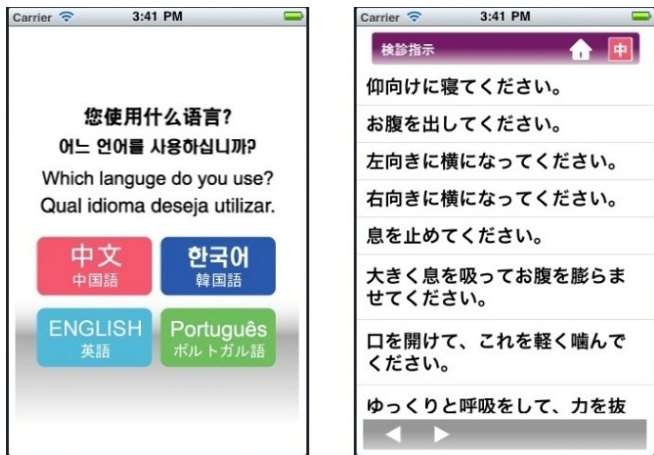 Carrier 3:41 PM
您使用什么语言?
어느 언어를 사용하십니까?
Which languge do you use?
Qual idioma deseja utilizar.
中文
中国語
한국어
韓国語
ENGLISH
英語
Português
ポルトガル語
Carrier 3:41 PM
検診指示
中
仰向けに寝てください。
お腹を出してください。
左向きに横になってください。
右向きに横になってください。
息を止めてください。
大きく息を吸ってお腹を膨らま
せてください。
口を開けて、これを軽く噛んで
ください。
ゆっくりと呼吸をして、力を抜